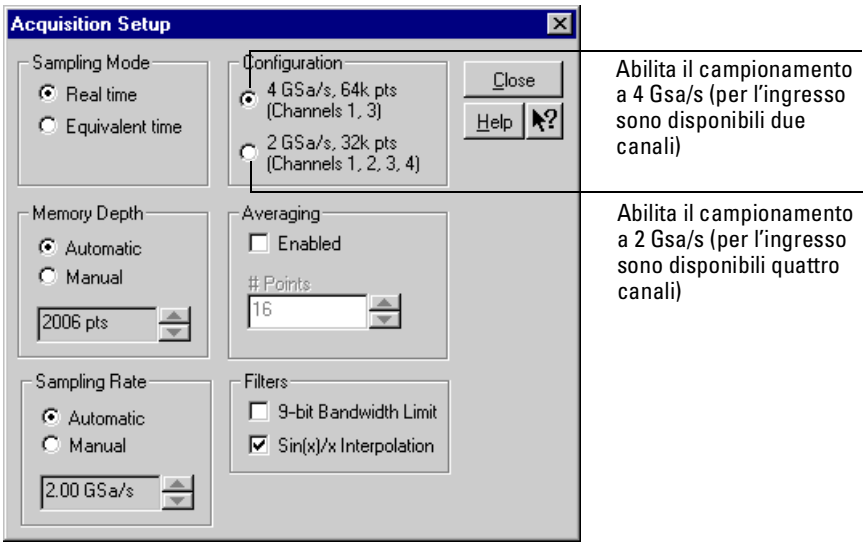 Acquisition Setup
Sampling Mode
Real time
Equivalent time
Configuration
4 GSa/s, 64k pts
(Channels 1, 3)
2 GSa/s, 32k pts
(Channels 1, 2, 3, 4)
Close
Help
?
Memory Depth
Automatic
Manual
2006 pts
Averaging
Enabled
# Points
16
Sampling Rate
Automatic
Manual
2.00 GSa/s
Filters
9-bit Bandwidth Limit
Sin(x)/x Interpolation
Abilita il campionamento
a 4 Gsa/s (per l'ingresso
sono disponibili due
canali)
Abilita il campionamento
a 2 Gsa/s (per l'ingresso
sono disponibili quattro
canali)